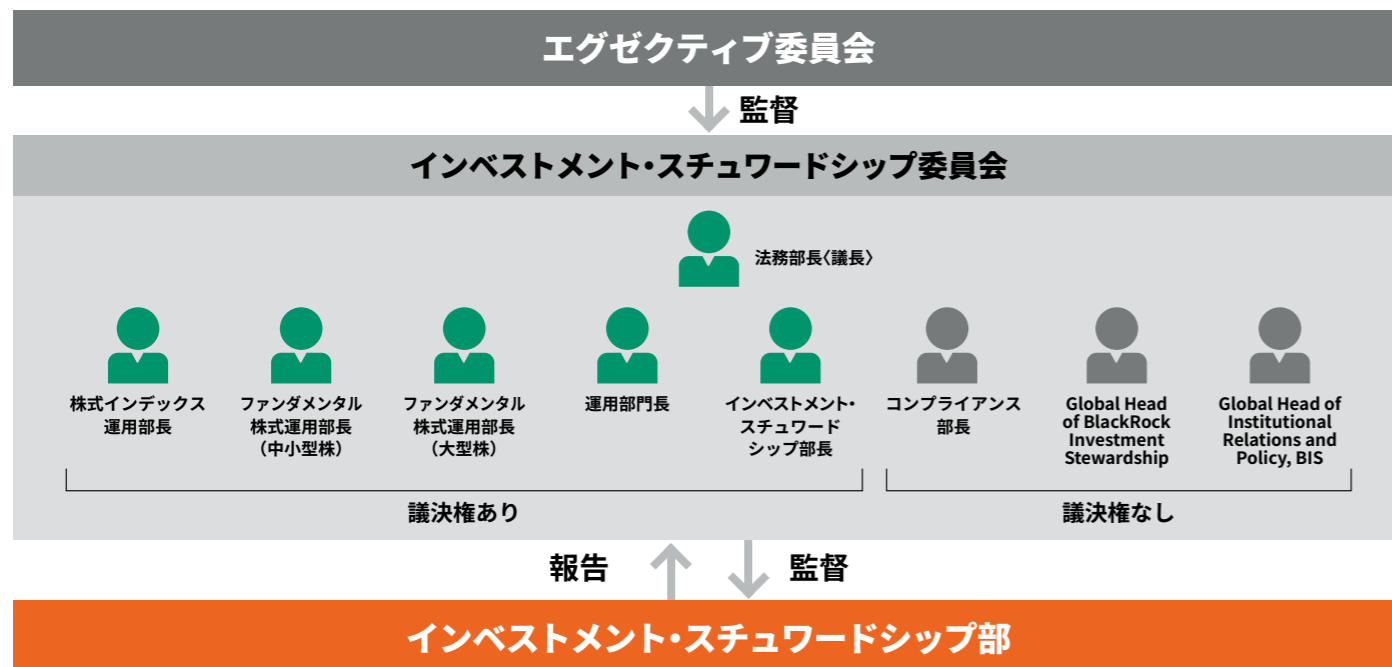 エグゼクティブ委員会
監督
インベストメント・スチュワードシップ委員会
法務部長〈議長〉
株式インデックス
運用部長
ファンダメンタル
株式運用部長
（中小型株）
ファンダメンタル
株式運用部長
（大型株）
運用部門長
インベストメント・
スチュワード
シップ部長
コンプライアンス
部長
Global Head
of BlackRock
Investment
Stewardship
Global Head of
Institutional
Relations and
Policy, BIS
議決権あり
議決権なし
報告
監督
インベストメント・スチュワードシップ部